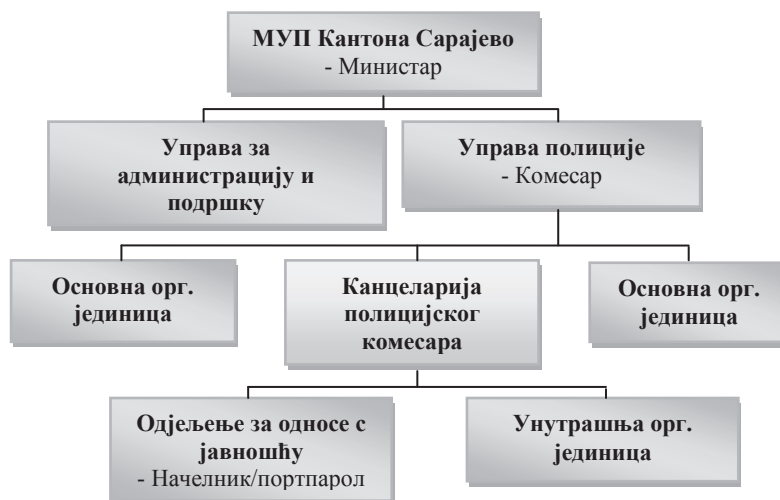 МУП Кантона Сарајево
- Министар
Управа за
администрацију и
подршку
Управа полиције
- Комесар
Основна орг.
јединица
Канцеларија
полицијског
комесара
Основна орг.
јединица
Одјељење за односе с
јавношћу
- Начелник/портпарол
Унутрашња орг.
јединица